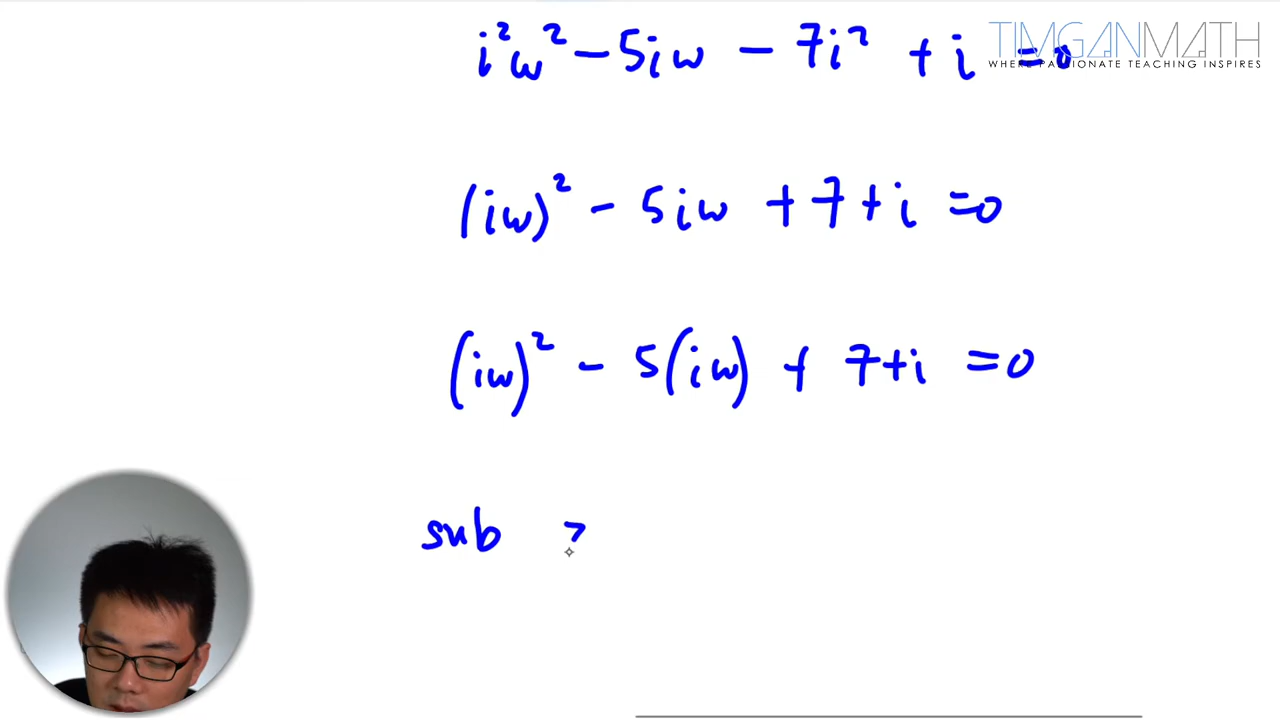 i²w² - 5iw - 7i² + i = 0
TIMGANMATH
WHERE PASSIONATE TEACHING INSPIRES
(iw)² - 5iw + 7 + i = 0
(iw)² - 5(iw) + 7 + i = 0
sub